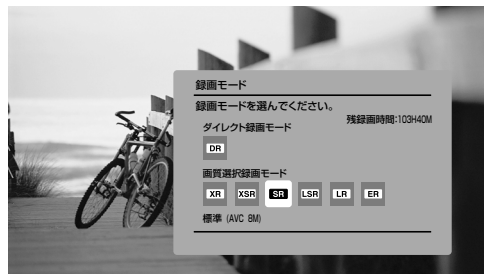 録画モード
録画モードを選んでください。
残録画時間:103H40M
ダイレクト録画モード
DR
画質選択録画モード
XR XSR SR LSR LR ER
標準 (AVC 8M)